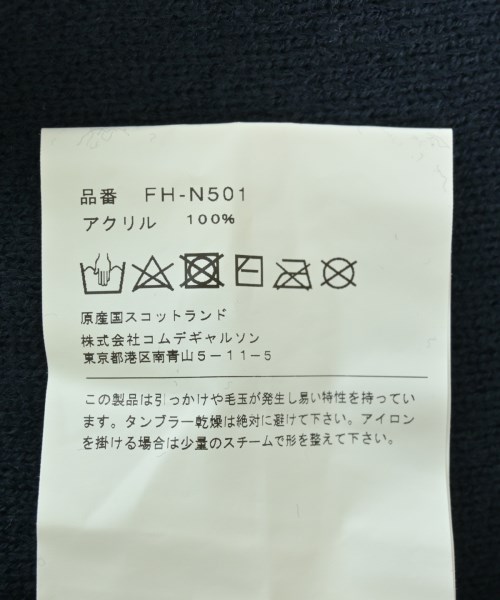 品番 FH-N501
アクリル 100%
原産国スコットランド
株式会社コムデギャルソン
東京都港区南青山5-11-5
この製品は引っかけや毛玉が発生し易い特性を持ってい
ます。タンブラー乾燥は絶対に避けて下さい。アイロン
を掛ける場合は少量のスチームで形を整えて下さい。